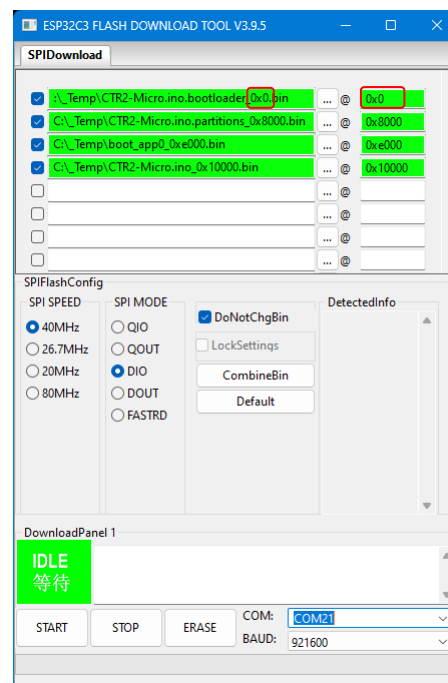 ESP32C3 FLASH DOWNLOAD TOOL V3.9.5
SPIDownload
:\_Temp\CTR2-Micro.ino.bootloader_0x0.bin ... @ 0x0
C:\_Temp\CTR2-Micro.ino.partitions_0x8000.bin ... @ 0x8000
C:\_Temp\boot_app0_0xe000.bin ... @ 0xe000
C:\_Temp\CTR2-Micro.ino_0x10000.bin ... @ 0x10000
... @
... @
... @
... @
SPIFlashConfig
SPI SPEED
40MHz
26.7MHz
20MHz
80MHz
SPI MODE
QIO
QOUT
DIO
DOUT
FASTRD
DoNotChgBin
LockSettings
CombineBin
Default
DetectedInfo
DownloadPanel 1
IDLE
等待
START STOP ERASE
COM: COM21
BAUD: 921600